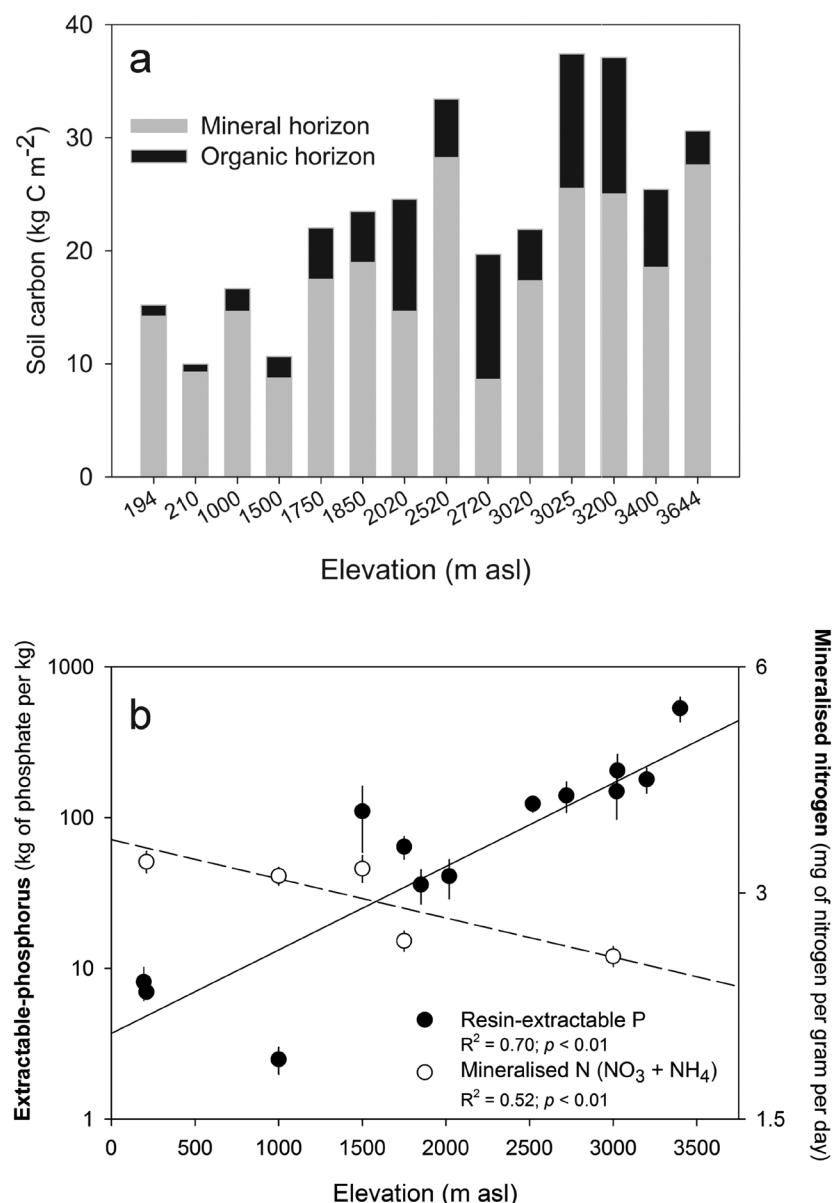 a
Soil carbon (kg C m⁻²)
40
30
20
10
0
Mineral horizon
Organic horizon
194 210 1000 1500 1750 1850 2020 2520 2720 3020 3025 3200 3400 3644
Elevation (m asl)
b
Extractable-phosphorus (kg of phosphate per kg)
1000
100
10
1
Mineralised nitrogen (mg of nitrogen per gram per day)
6
3
1.5
Resin-extractable P
R² = 0.70; p < 0.01
Mineralised N (NO₃ + NH₄)
R² = 0.52; p < 0.01
0 500 1000 1500 2000 2500 3000 3500
Elevation (m asl)